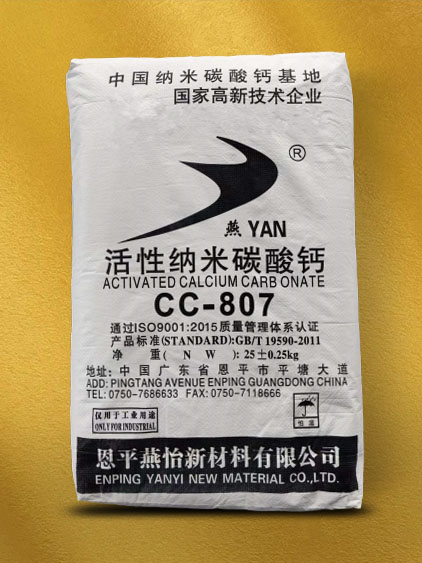 中国纳米碳酸钙基地
国家高新技术企业
®
燕 YAN
活性纳米碳酸钙
ACTIVATED CALCIUM CARB ONATE
CC-807
通过ISO9001:2015质量管理体系认证
产品标准(STANDARD):GB/T 19590-2011
净 重( N W ): 25±0.25kg
地址: 中国广东省恩平市平塘大道
ADD: PINGTANG AVENUE ENPING GUANGDONG CHINA
TEL: 0750-7686633 FAX: 0750-7118666
仅用于工业用途
ONLY FOR INDUSTRIAL
恩平燕怡新材料有限公司
ENPING YANYI NEW MATERIAL CO.,LTD.